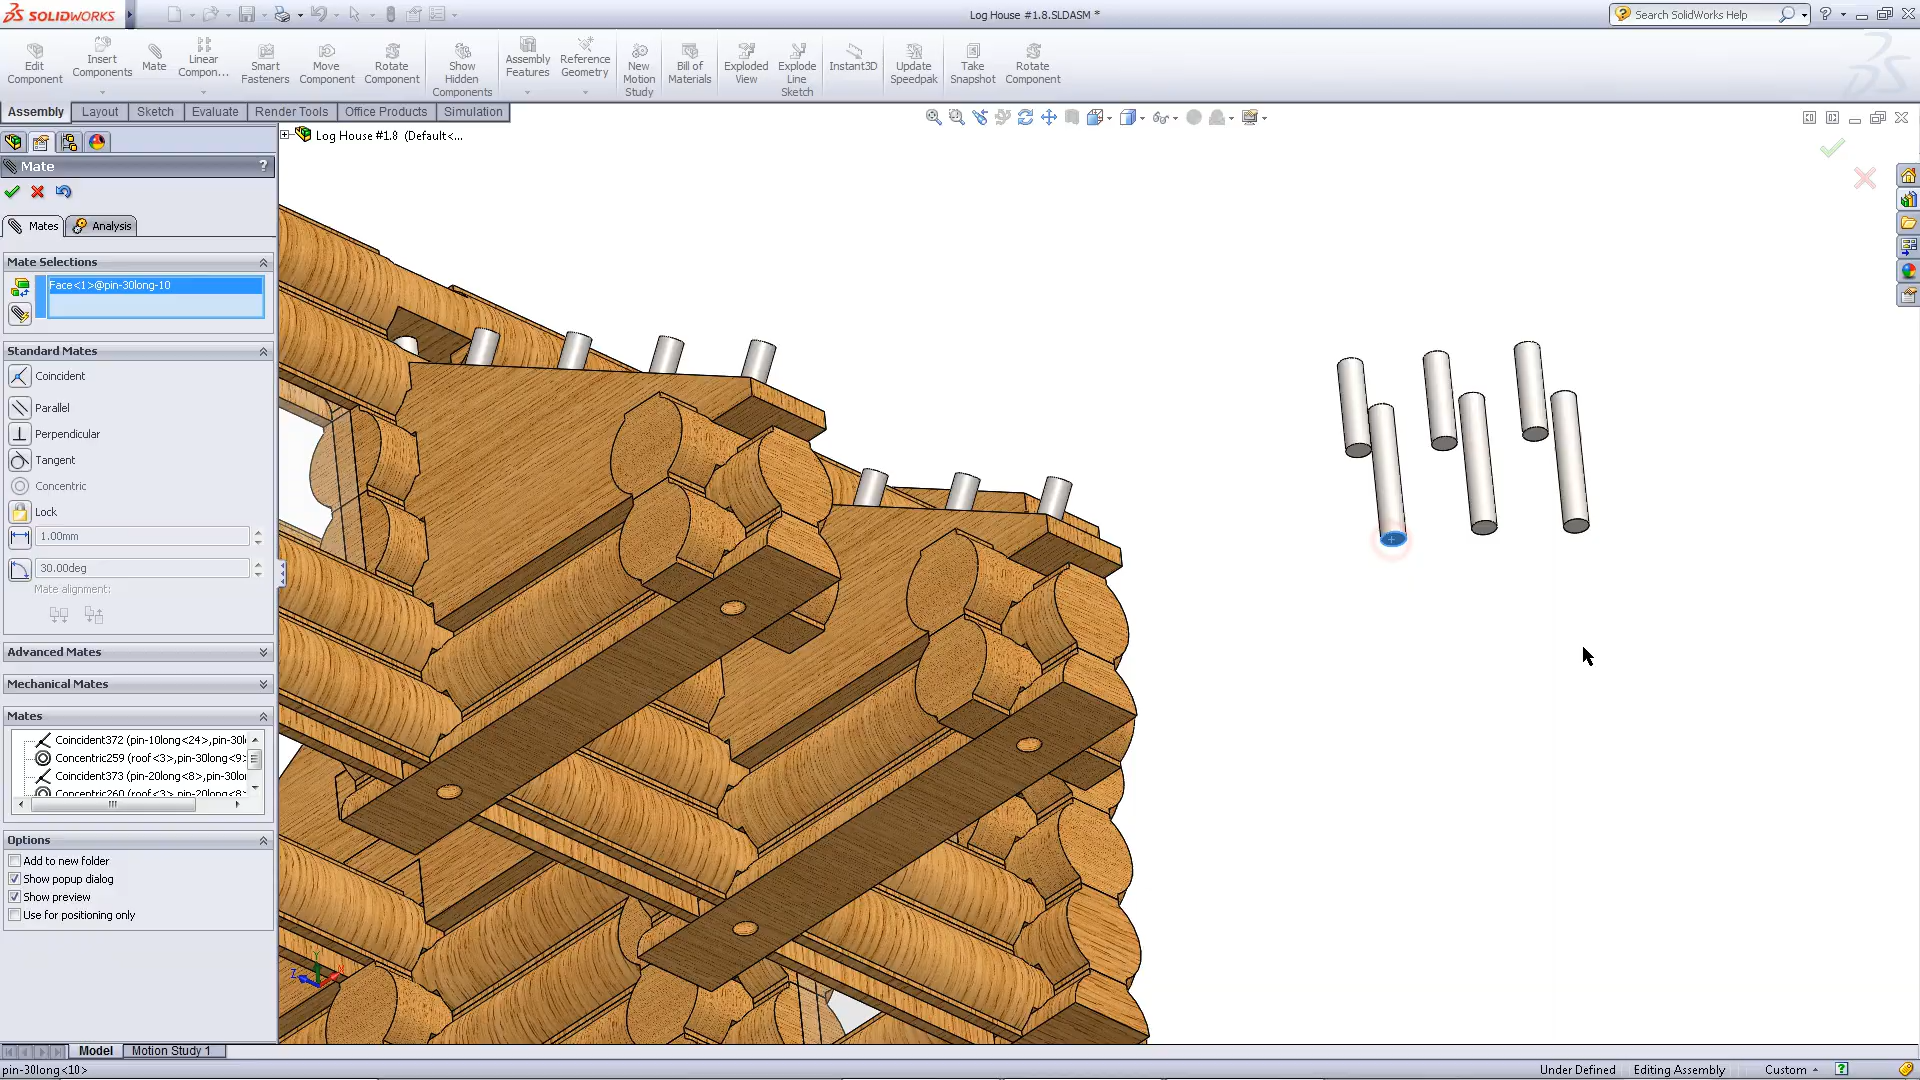 SOLIDWORKS
Log House #1.8.SLDASM *
Search SolidWorks Help
Edit Component
Insert Components
Mate
Linear Compon...
Smart Fasteners
Move Component
Rotate Component
Show Hidden Components
Assembly Features
Reference Geometry
New Motion Study
Bill of Materials
Exploded View
Explode Line Sketch
Instant3D
Update Speedpak
Take Snapshot
Rotate Component
Assembly
Layout
Sketch
Evaluate
Render Tools
Office Products
Simulation
Log House #1.8 (Default<...
Mate
?
Mates
Analysis
Mate Selections
Face<1>@pin-30long-10
Standard Mates
Coincident
Parallel
Perpendicular
Tangent
Concentric
Lock
1.00mm
30.00deg
Mate alignment:
Advanced Mates
Mechanical Mates
Mates
Coincident372 (pin-10long<24>,pin-30l
Concentric259 (roof<3>,pin-30long<9>
Coincident373 (pin-20long<8>,pin-30lo
Concentric260 (roof<3>,pin-20long<8>
Options
Add to new folder
Show popup dialog
Show preview
Use for positioning only
Y
Z
X
Model
Motion Study 1
pin-30long<10>
Under Defined
Editing Assembly
Custom
?